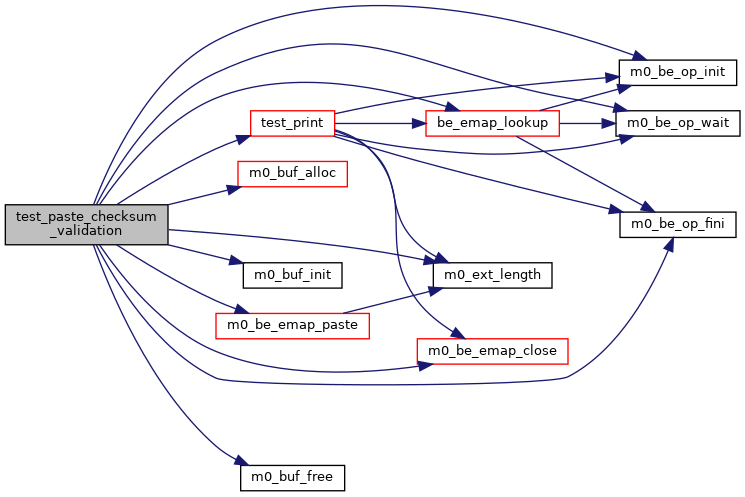 m0_be_op_init
test_print
be_emap_lookup
m0_be_op_wait
m0_buf_alloc
test_paste_checksum
_validation
m0_be_op_fini
m0_buf_init
m0_ext_length
m0_be_emap_paste
m0_be_emap_close
m0_buf_free